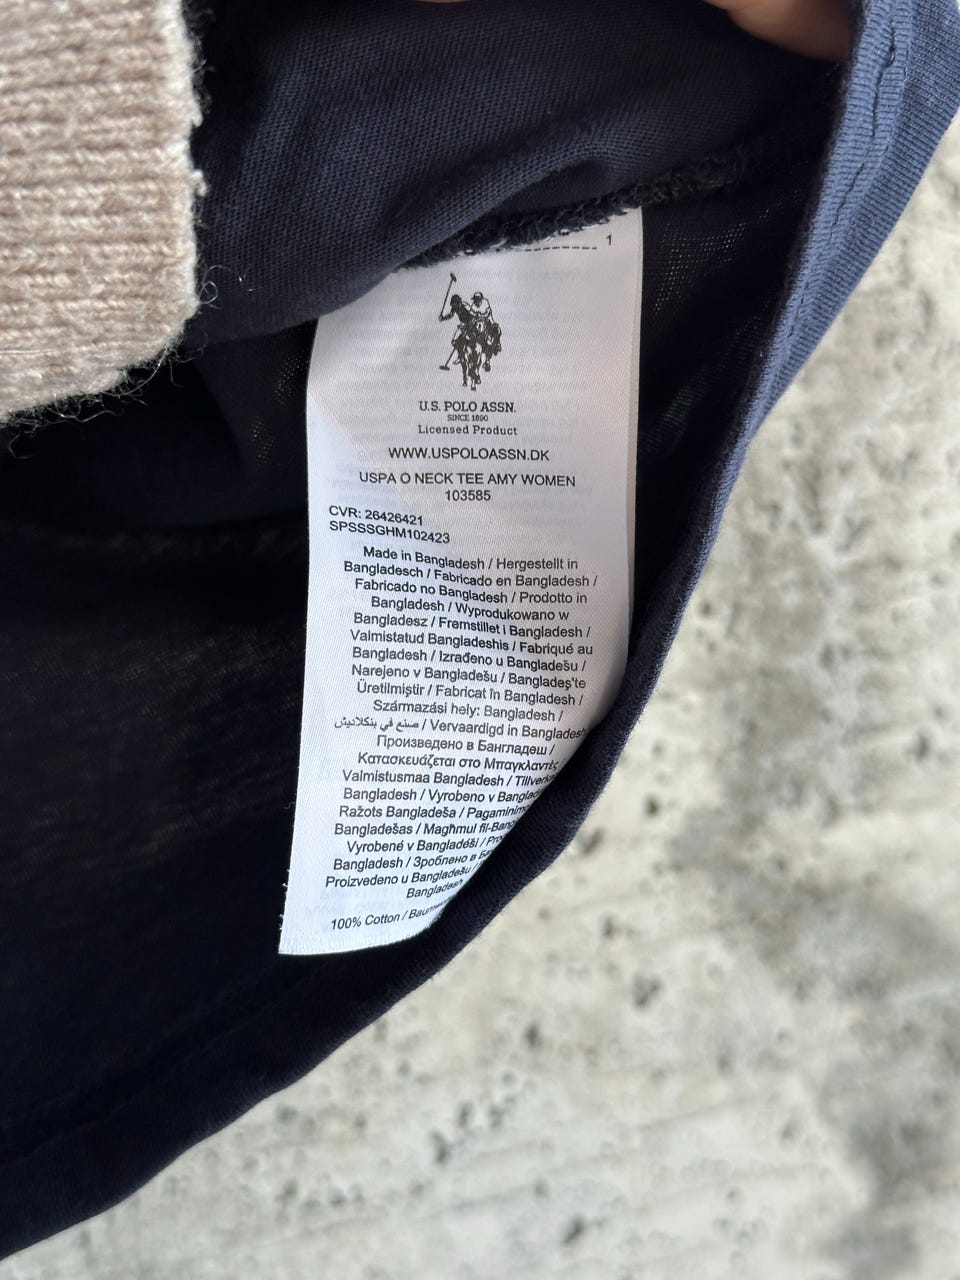 1
U.S. POLO ASSN.
SINCE 1890
Licensed Product
WWW.USPOLOASSN.DK
USPA O NECK TEE AMY WOMEN
103585
CVR: 26426421
SPSSSGHM102423
Made in Bangladesh / Hergestellt in
Bangladesch / Fabricado en Bangladesh /
Fabricado no Bangladesh / Prodotto in
Bangladesh / Wyprodukowano w
Bangladesz / Fremstillet i Bangladesh /
Valmistatud Bangladeshis / Fabriqué au
Bangladesh / Izrađeno u Bangladešu /
Narejeno v Bangladešu / Bangladeş'te
Üretilmiştir / Fabricat în Bangladesh /
Származási hely: Bangladesh /
صنع في بنكلاديش / Vervaardigd in Bangladesh
Произведено в Бангладеш /
Κατασκευάζεται στο Μπαγκλαντές
Valmistusmaa Bangladesh /
Bangladesh / Vyrobeno v
Ražots Bangladeša /
Bangladešas / Magħmul
Vyrobené v Bangladéši /
Bangladesh / Зроблено в
Proizvedeno u Bangladešu /
Bangladesh
100% Cotton /